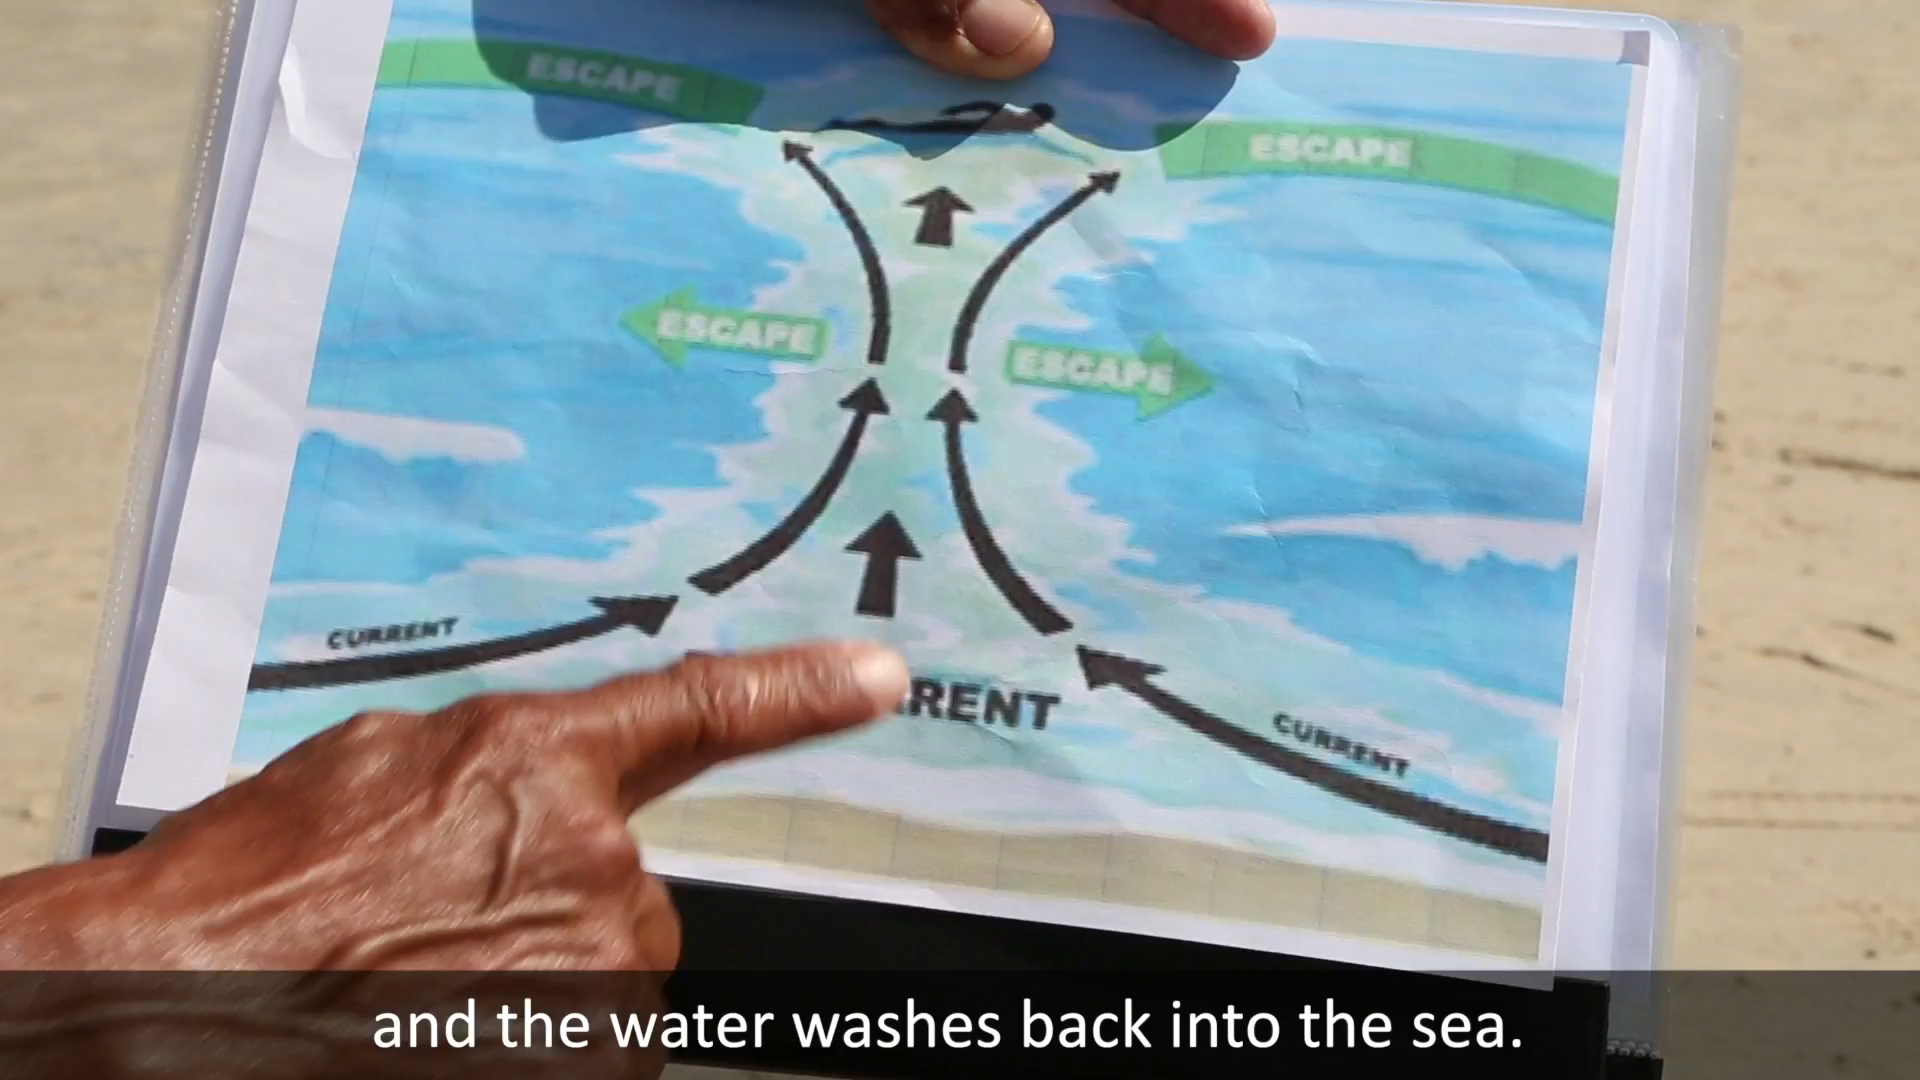 ESCAPE
ESCAPE
ESCAPE
ESCAPE
CURRENT
RENT
CURRENT
and the water washes back into the sea.